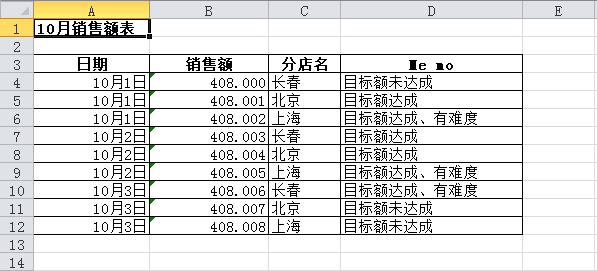 A B C D E
1 10月销售额表
2
3 日期 销售额 分店名 Me mo
4 10月1日 408.000 长春 目标额未达成
5 10月1日 408.001 北京 目标额达成
6 10月1日 408.002 上海 目标额达成、有难度
7 10月2日 408.003 长春 目标额达成
8 10月2日 408.004 北京 目标额达成
9 10月2日 408.005 上海 目标额达成、有难度
10 10月3日 408.006 长春 目标额达成、有难度
11 10月3日 408.007 北京 目标额未达成
12 10月3日 408.008 上海 目标额达成
13
14